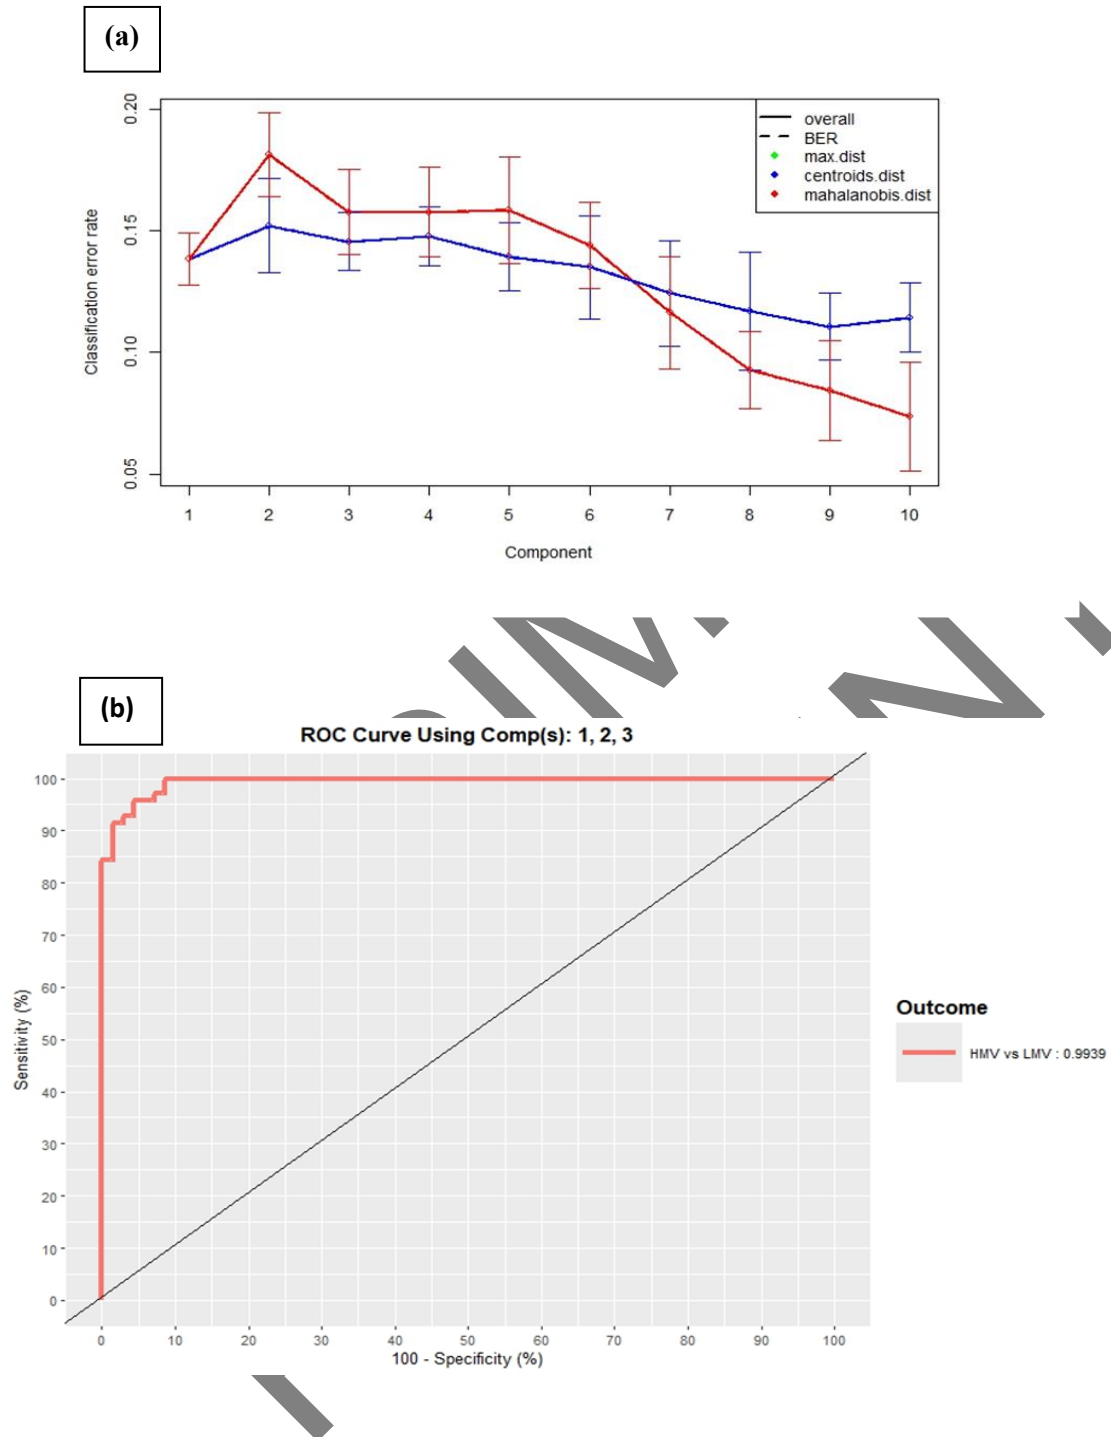 (a)
0.20
0.15
0.10
0.05
Classification error rate
overall
BER
max.dist
centroids.dist
mahalanobis.dist
1 2 3 4 5 6 7 8 9 10
Component
(b)
ROC Curve Using Comp(s): 1, 2, 3
100
90
80
70
60
50
40
30
20
10
0
Sensitivity (%)
0 10 20 30 40 50 60 70 80 90 100
100 - Specificity (%)
Outcome
HMV vs LMV : 0.9939